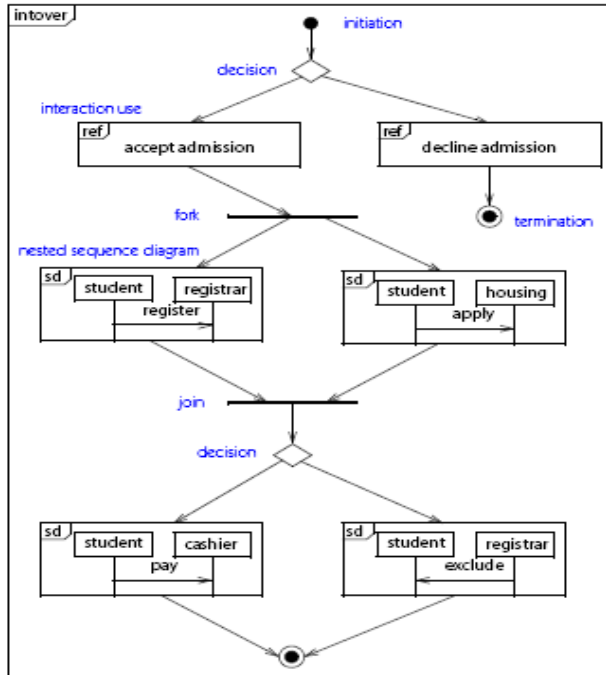 intover
initiation
decision
interaction use
ref
accept admission
ref
decline admission
fork
termination
nested sequence diagram
sd
student
registrar
register
sd
student
housing
apply
join
decision
sd
student
cashier
pay
sd
student
registrar
exclude